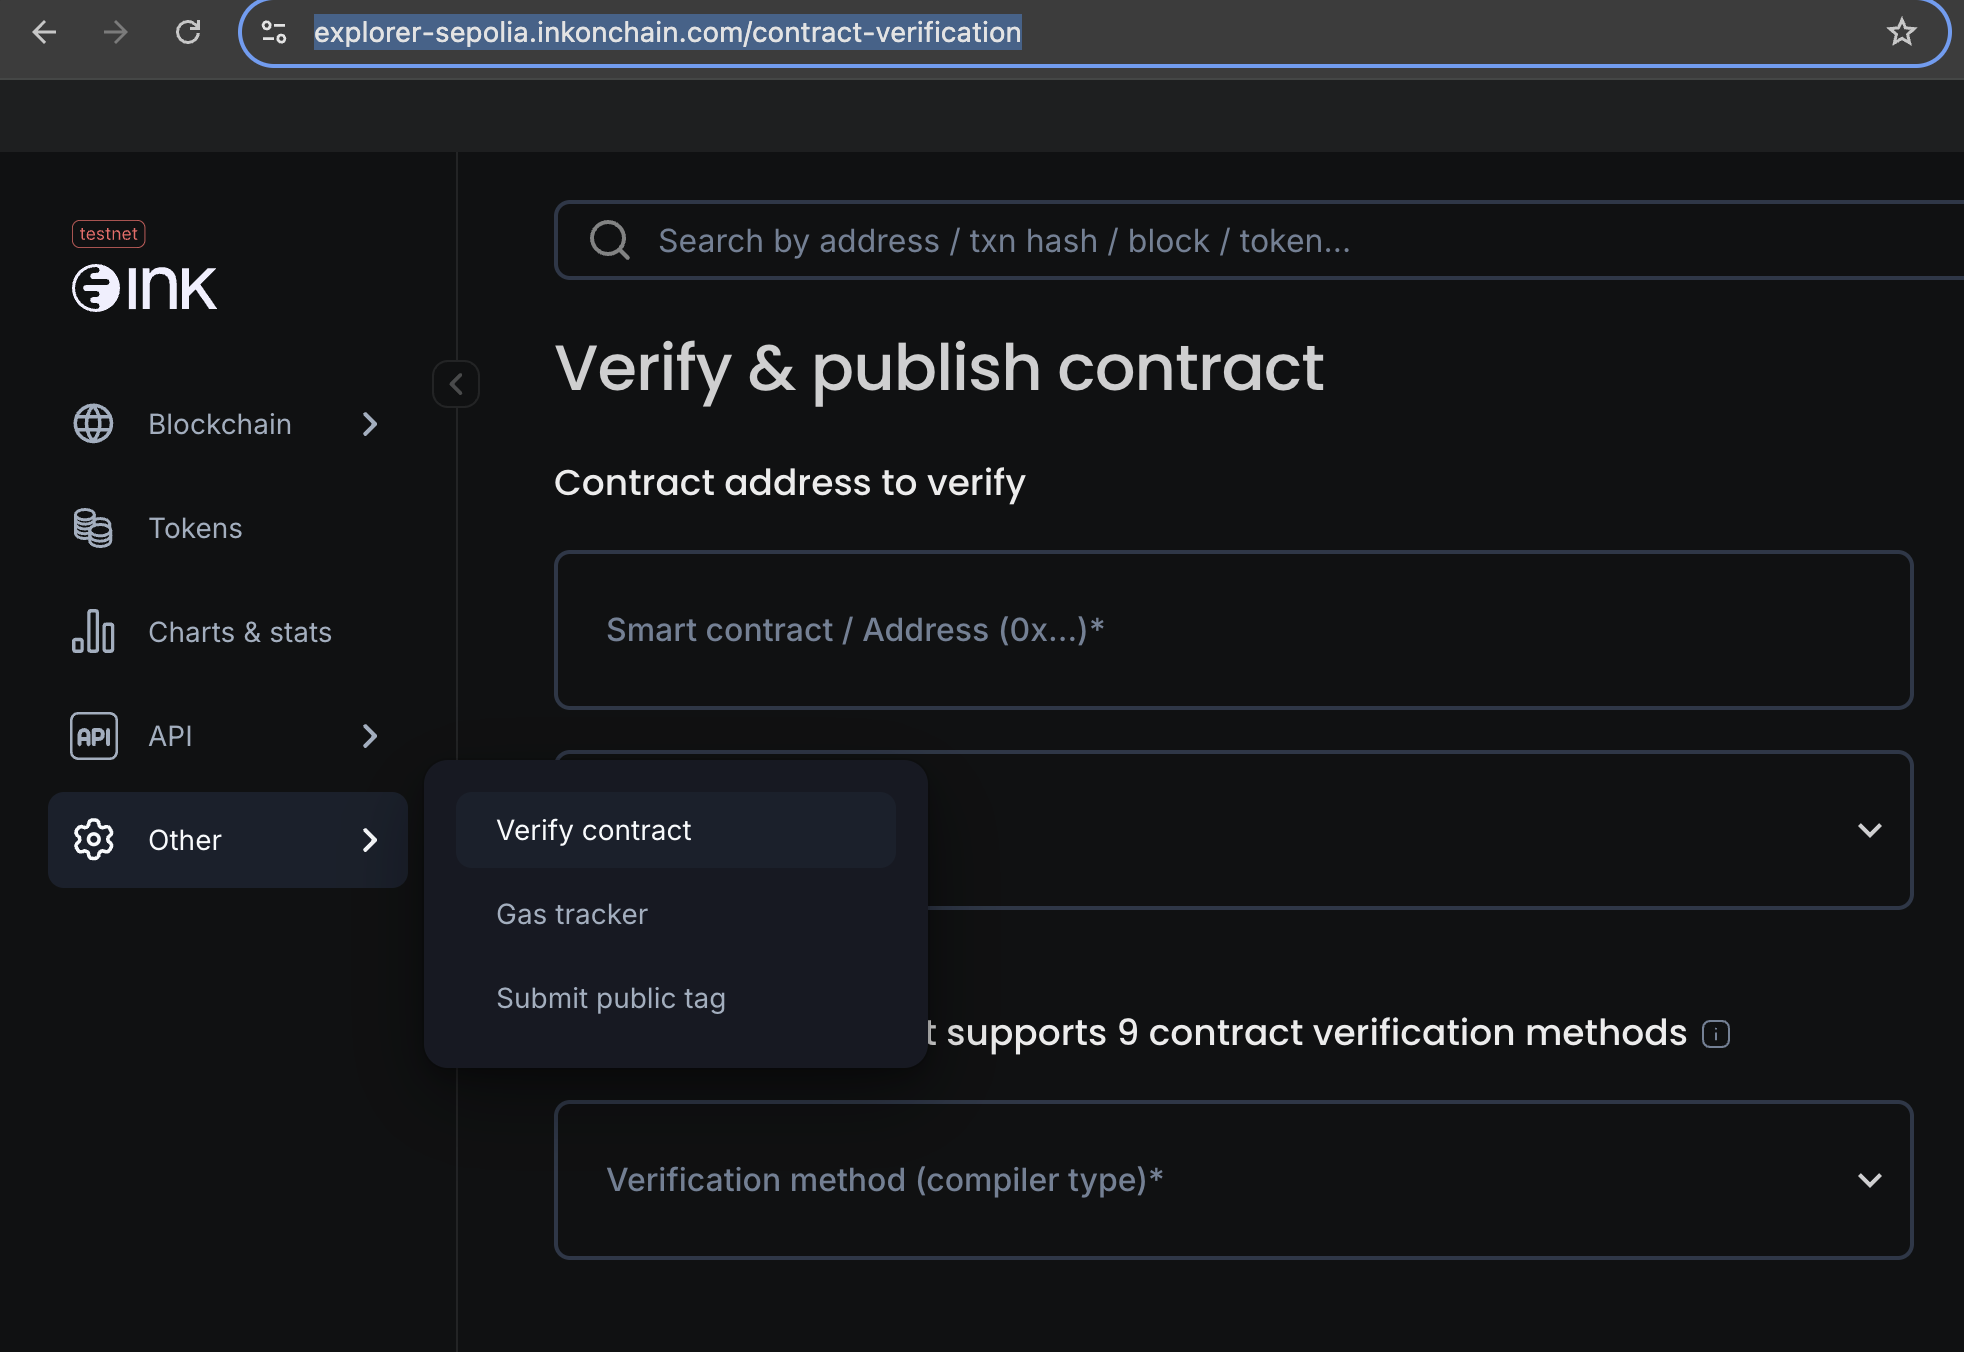 explorer-sepolia.inkonchain.com/contract-verification
testnet
INK
Search by address / txn hash / block / token...
Verify & publish contract
Contract address to verify
Smart contract / Address (0x...)*
Blockchain
Tokens
Charts & stats
API
API
Other
Verify contract
Gas tracker
Submit public tag
t supports 9 contract verification methods
i
Verification method (compiler type)*